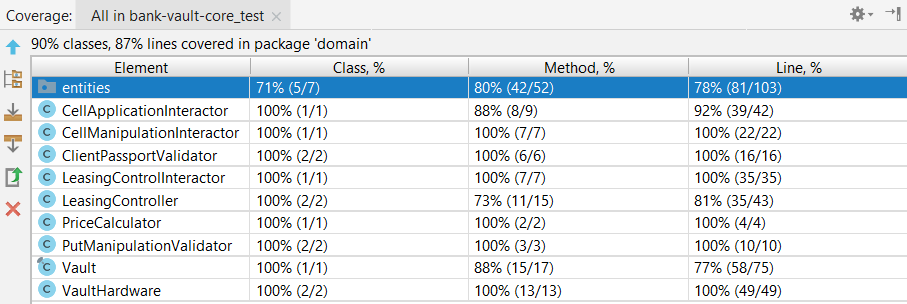 Coverage: All in bank-vault-core_test
90% classes, 87% lines covered in package 'domain'
Element Class, % Method, % Line, %
entities 71% (5/7) 80% (42/52) 78% (81/103)
C CellApplicationInteractor 100% (1/1) 88% (8/9) 92% (39/42)
C CellManipulationInteractor 100% (1/1) 100% (7/7) 100% (22/22)
C ClientPassportValidator 100% (2/2) 100% (6/6) 100% (16/16)
C LeasingControlInteractor 100% (1/1) 100% (7/7) 100% (35/35)
C LeasingController 100% (2/2) 73% (11/15) 81% (35/43)
C PriceCalculator 100% (1/1) 100% (2/2) 100% (4/4)
C PutManipulationValidator 100% (2/2) 100% (3/3) 100% (10/10)
C Vault 100% (1/1) 88% (15/17) 77% (58/75)
C VaultHardware 100% (2/2) 100% (13/13) 100% (49/49)